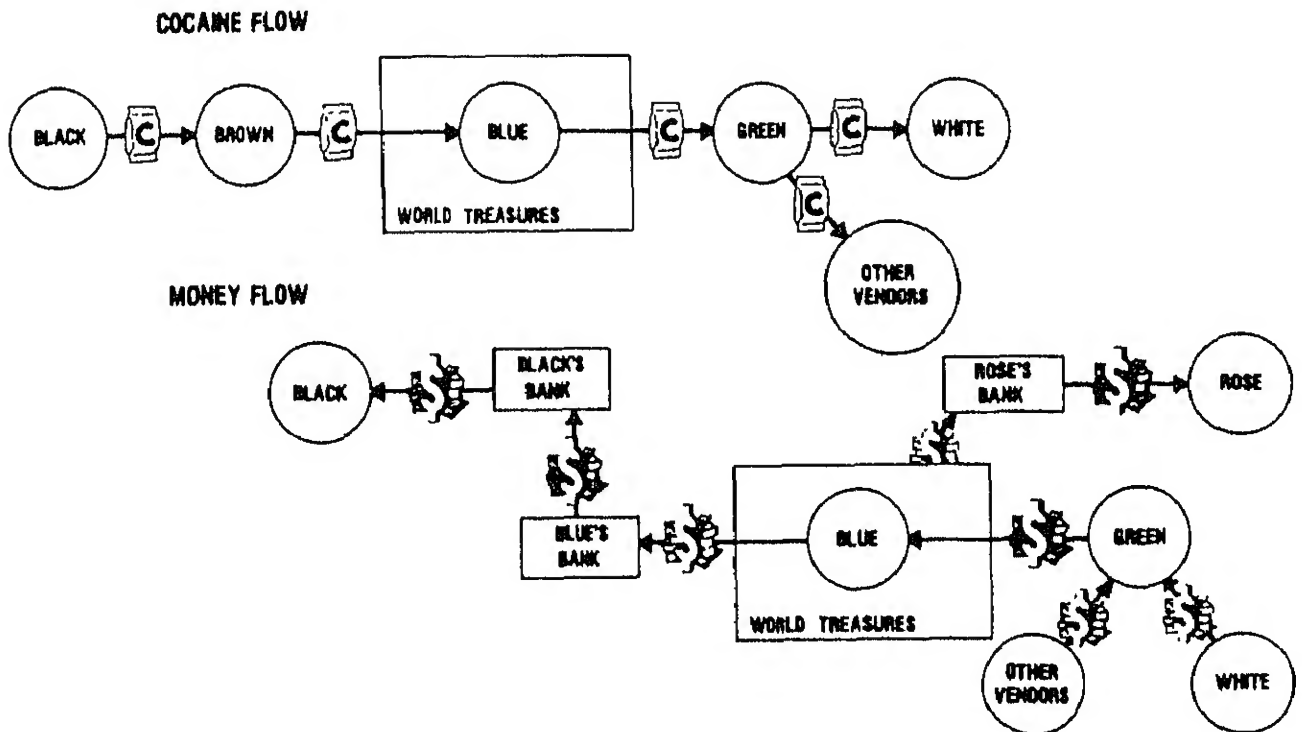 COCAINE FLOW
BLACK
C
BROWN
C
BLUE
C
GREEN
C
WHITE
WORLD TREASURES
C
OTHER
VENDORS
MONEY FLOW
BLACK
BLACK'S
BANK
ROSE'S
BANK
ROSE
BLUE'S
BANK
BLUE
GREEN
WORLD TREASURES
OTHER
VENDORS
WHITE